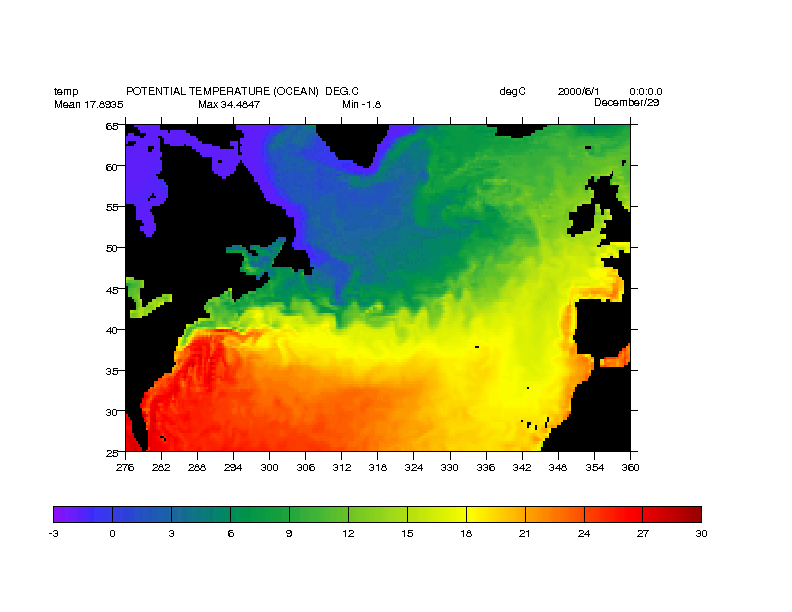 temp POTENTIAL TEMPERATURE (OCEAN) DEG.C degC 2000/6/1 0:0:0.0
Mean 17.8935 Max 34.4847 Min -1.8 December/29
65
60
55
50
45
40
35
30
25
276 282 288 294 300 306 312 318 324 330 336 342 348 354 360
-3 0 3 6 9 12 15 18 21 24 27 30